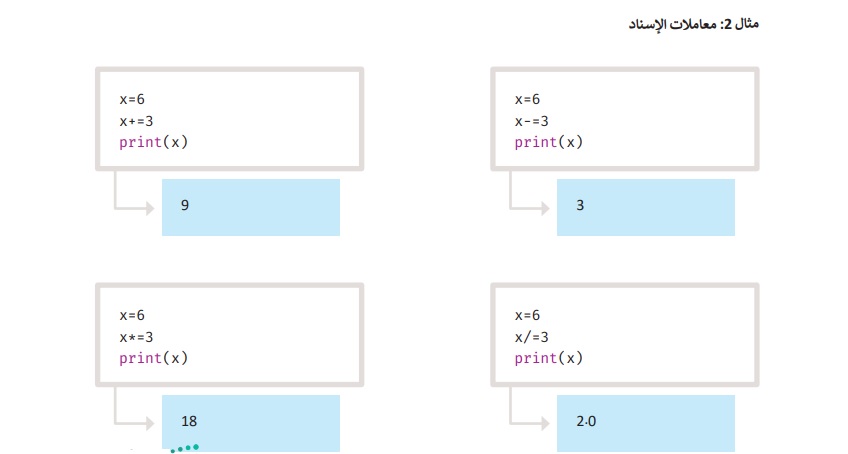 مثال 2: معاملات الإسناد
x=6
x-=3
print(x)
3
x=6
x+=3
print(x)
9
x=6
x/=3
print(x)
2.0
x=6
x*=3
print(x)
18